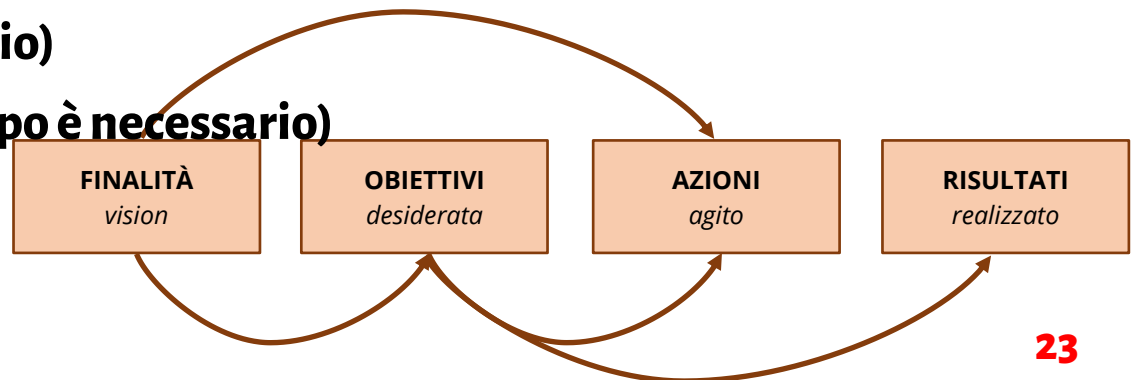 io)
po è necessario)
FINALITÀ
vision
OBIETTIVI
desiderata
AZIONI
agito
RISULTATI
realizzato
23